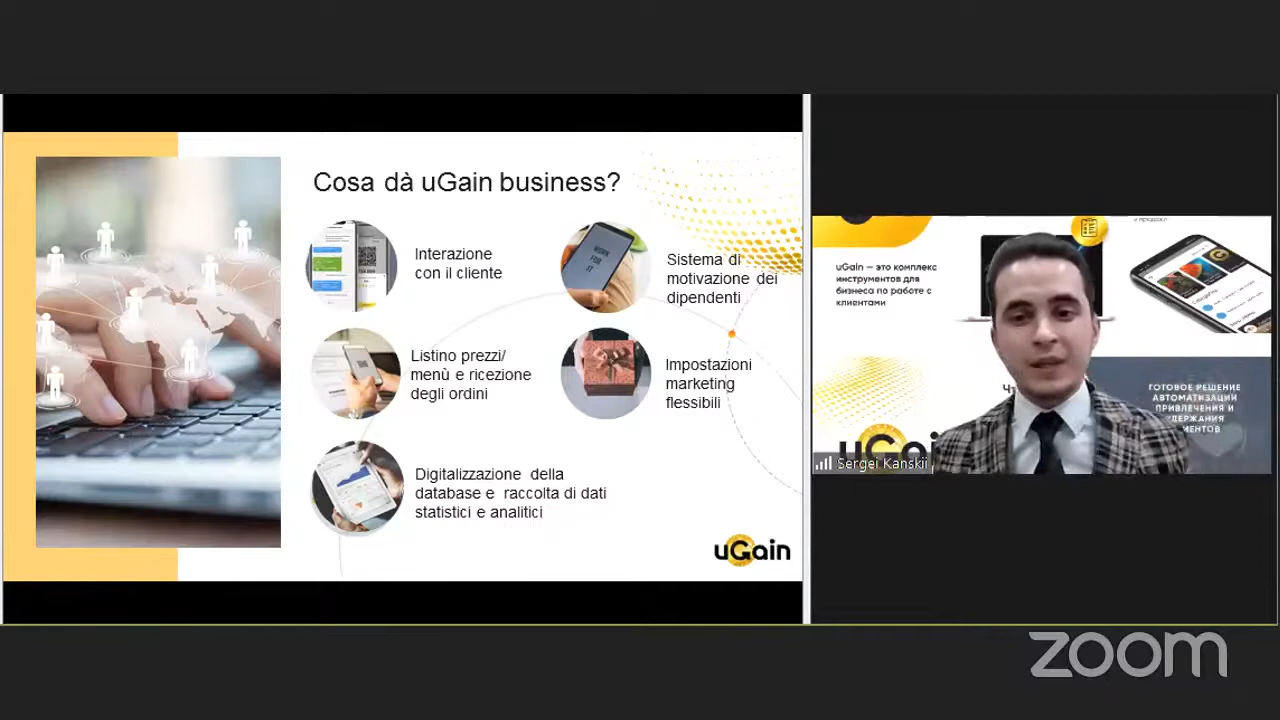 Cosa dà uGain business?
Interazione
con il cliente
Sistema di
motivazione dei
dipendenti
Listino prezzi/
menù e ricezione
degli ordini
Impostazioni
marketing
flessibili
Digitalizzazione della
database e raccolta di dati
statistici e analitici
uGain
uGain — это комплекс
инструментов для
бизнеса по работе с
клиентами
ГОТОВОЕ РЕШЕНИЕ
АВТОМАТИЗАЦИИ
ПРИВЛЕЧЕНИЯ И
Sergei Kanskii
zoom